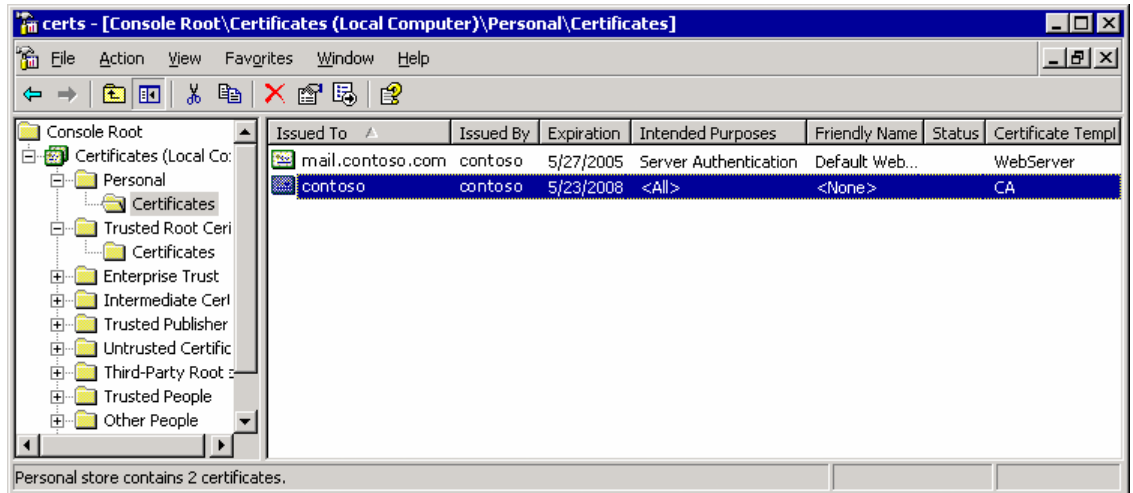 certs - [Console Root\Certificates (Local Computer)\Personal\Certificates]
File Action View Favorites Window Help
Console Root
Certificates (Local Co:
Personal
Certificates
Trusted Root Ceri
Certificates
Enterprise Trust
Intermediate Cerl
Trusted Publisher
Untrusted Certific
Third-Party Root
Trusted People
Other People
Issued To Issued By Expiration Intended Purposes Friendly Name Status Certificate Templ
mail.contoso.com contoso 5/27/2005 Server Authentication Default Web... WebServer
contoso contoso 5/23/2008 <All> <None> CA
Personal store contains 2 certificates.